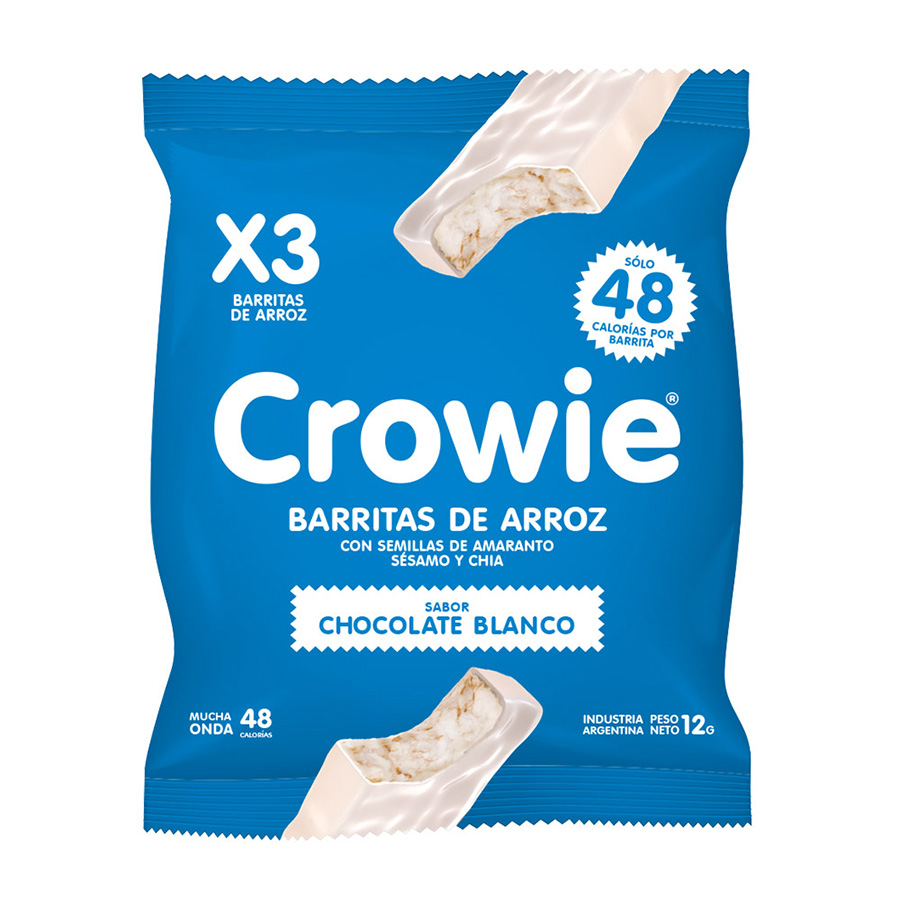 X3
BARRITAS
DE ARROZ
SÓLO
48
CALORÍAS POR
BARRITA
Crowie®
BARRITAS DE ARROZ
CON SEMILLAS DE AMARANTO
SÉSAMO Y CHIA
SABOR
CHOCOLATE BLANCO
MUCHA
ONDA
48
CALORÍAS
INDUSTRIA
ARGENTINA
PESO
NETO
12G